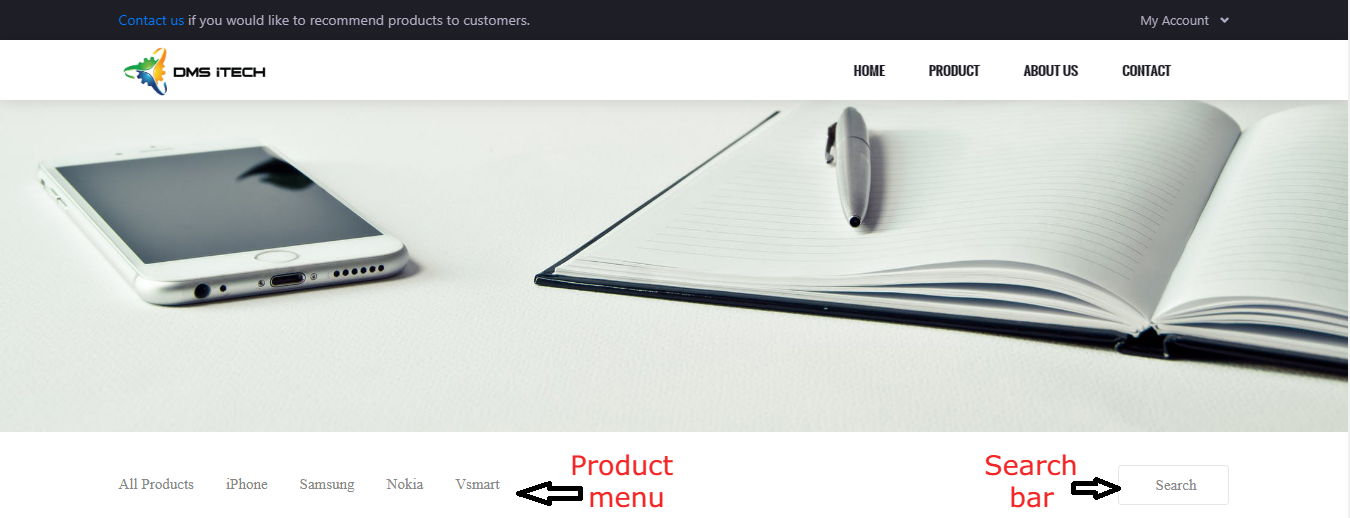 Contact us if you would like to recommend products to customers.
My Account
DMS iTECH
HOME PRODUCT ABOUT US CONTACT
Product
menu
Search
bar
All Products iPhone Samsung Nokia Vsmart
Search